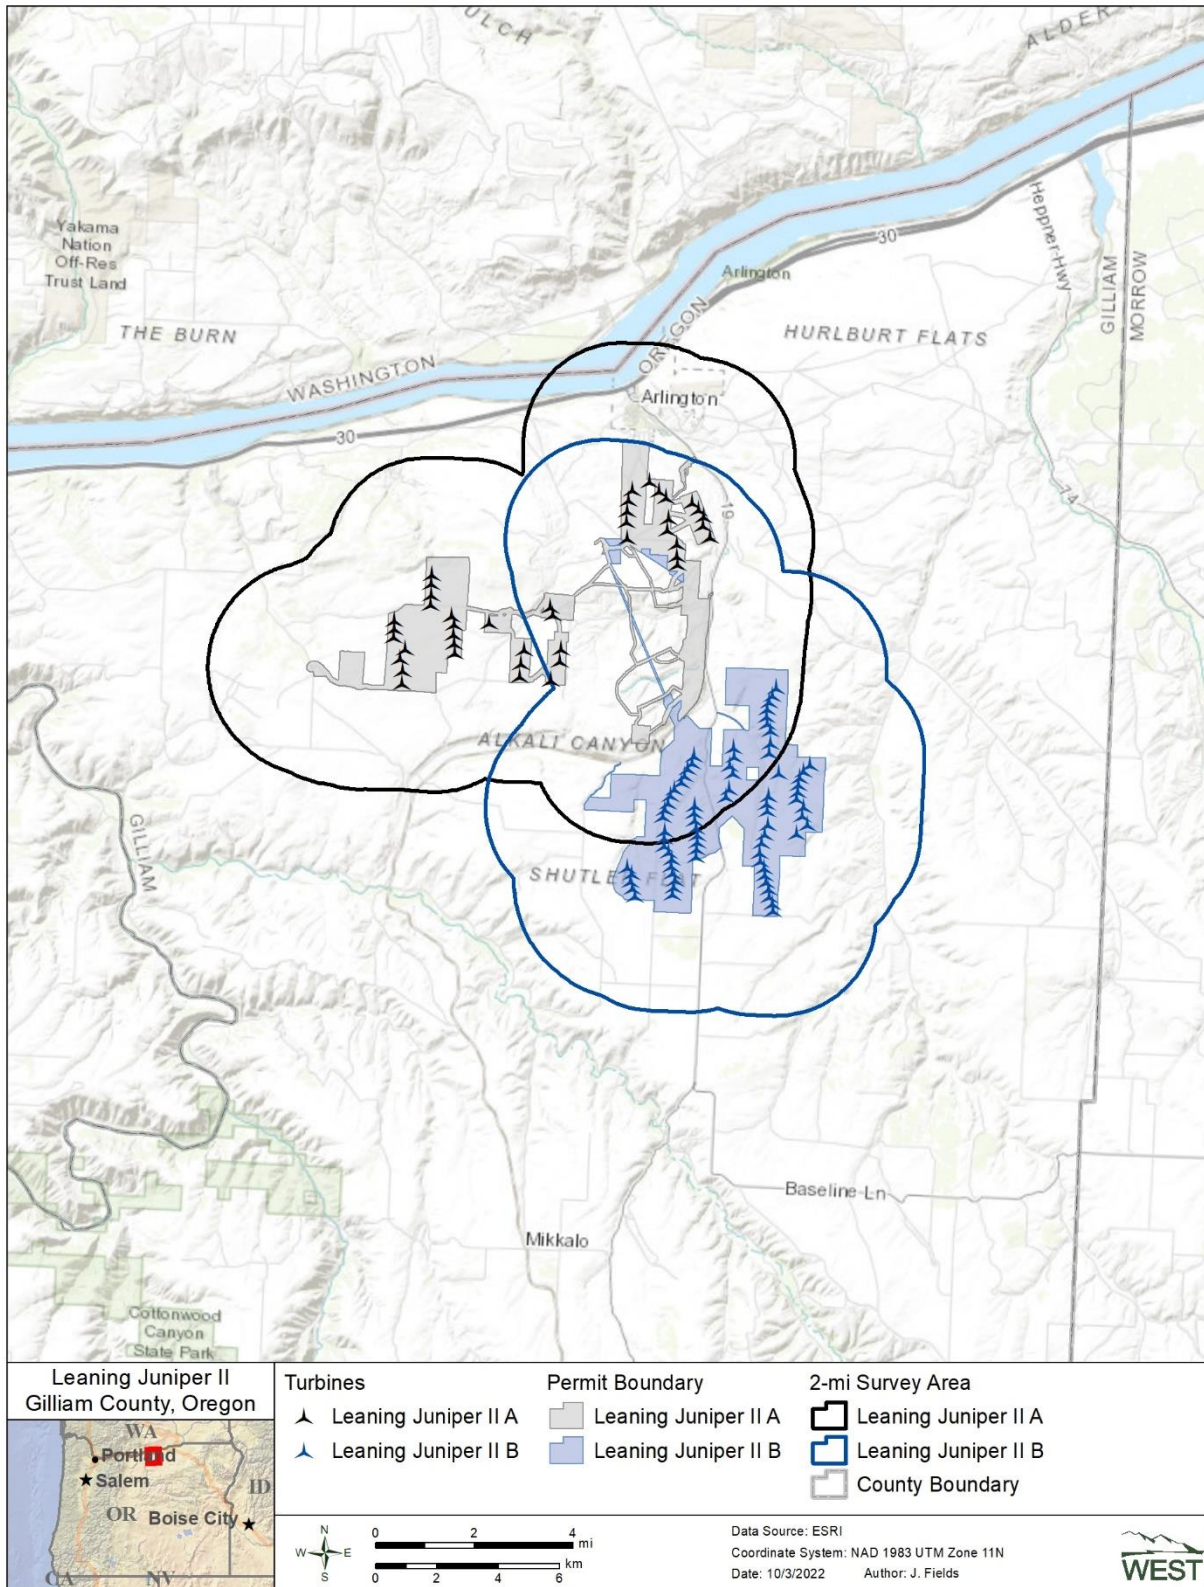 ULCH
ALDER
Yakama
Nation
Off-Res
Trust Land
Heppner-Hwy
30
Arlington
GILLIAM
MORROW
THE BURN
HURLBURT FLATS
OREGON
WASHINGTON
Arlington
30
19
74
ALKALI CANYON
GILLIAM
SHUTLER FLAT
Baseline Ln
Mikkalo
Cottonwood
Canyon
State Park
Leaning Juniper II
Gilliam County, Oregon
WA
Portland
Salem
OR
ID
Boise City
CA
NV
Turbines
Leaning Juniper II A
Leaning Juniper II B
Permit Boundary
Leaning Juniper II A
Leaning Juniper II B
2-mi Survey Area
Leaning Juniper II A
Leaning Juniper II B
County Boundary
N
W
E
S
0 2 4
mi
km
0 2 4 6
Data Source: ESRI
Coordinate System: NAD 1983 UTM Zone 11N
Date: 10/3/2022 Author: J. Fields
WEST